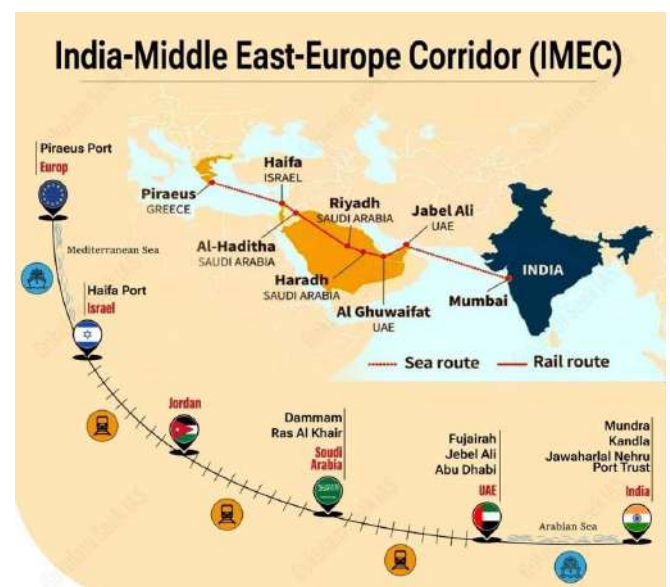 India-Middle East-Europe Corridor (IMEC)
Piraeus Port
Europ
Piraeus
GREECE
Haifa
ISRAEL
Riyadh
SAUDI ARABIA
Jabel Ali
UAE
Al-Haditha
SAUDI ARABIA
Haradh
SAUDI ARABIA
Al Ghuwaifat
UAE
INDIA
Mumbai
Mediterranean Sea
Haifa Port
Israel
Sea route
Rail route
Jordan
Dammam
Ras Al Khair
Soudi
Arabia
Fujairah
Jebel Ali
Abu Dhabi
UAE
Arabian Sea
Mundra
Kandla
Jawaharlal Nehru
Port Trust
India